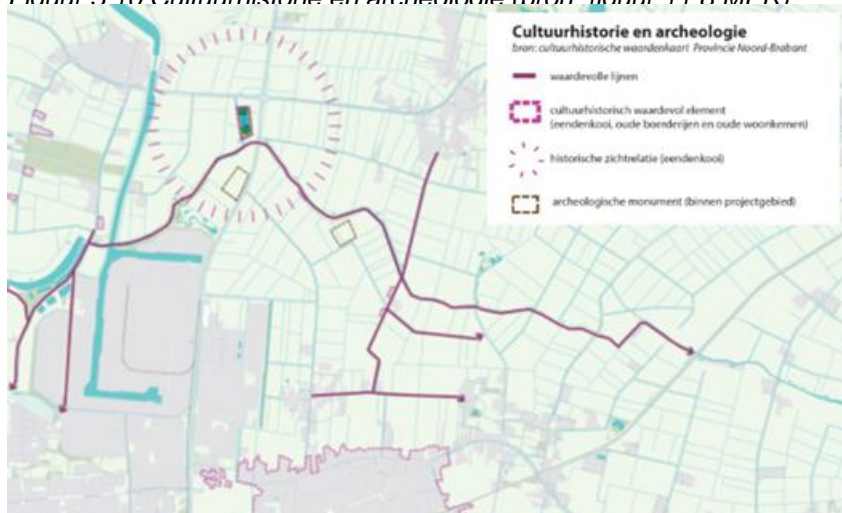 Cultuurhistorie en archeologie
bron: cultuurhistorische waardenkaart Provincie Noord-Brabant
waardevolle lijnen
cultuurhistorisch waardevol element
(eendenkooi, oude boerderijen en oude woonkernen)
historische zichtrelatie (eendenkooi)
archeologische monument (binnen projectgebied)